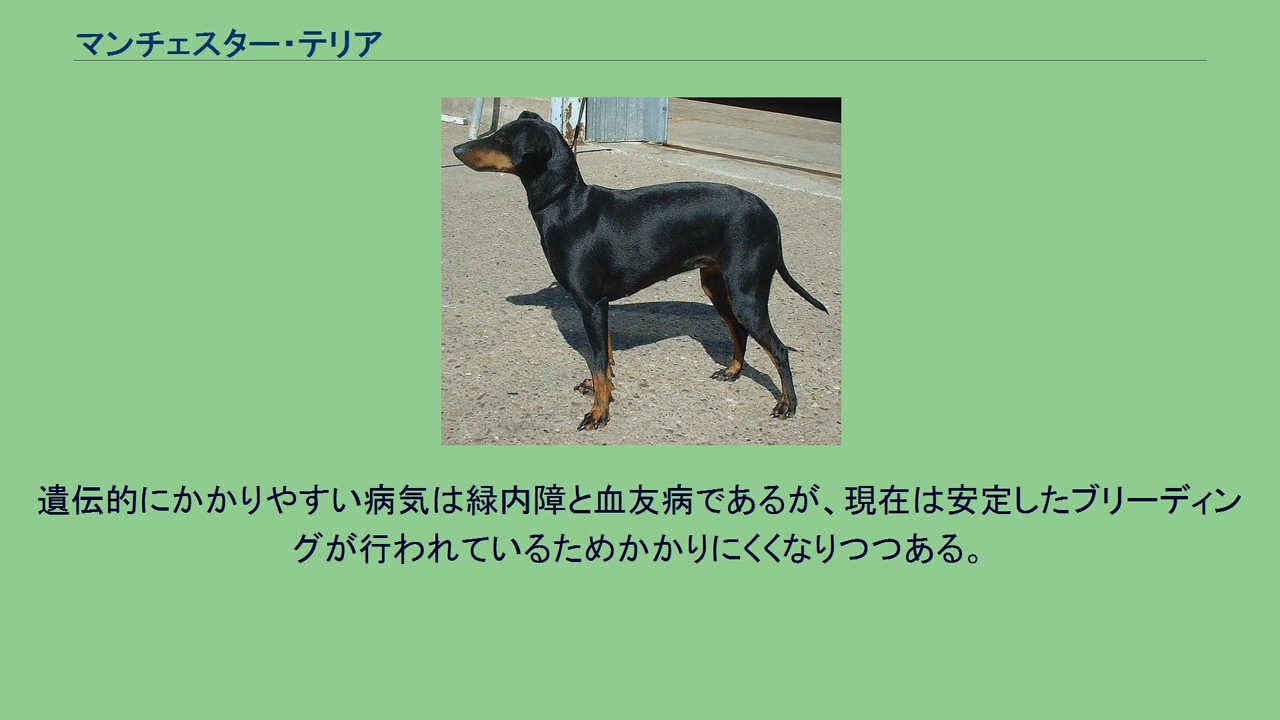 マンチェスター・テリア
遺伝的にかかりやすい病気は緑内障と血友病であるが、現在は安定したブリーディン
グが行われているためかかりにくくなりつつある。